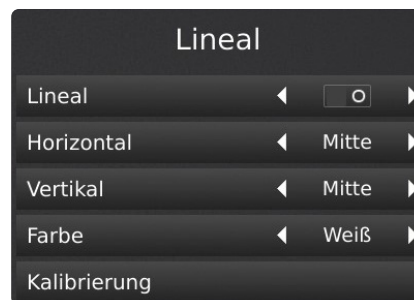 Lineal
Lineal
Horizontal Mitte
Vertikal Mitte
Farbe Weiß
Kalibrierung